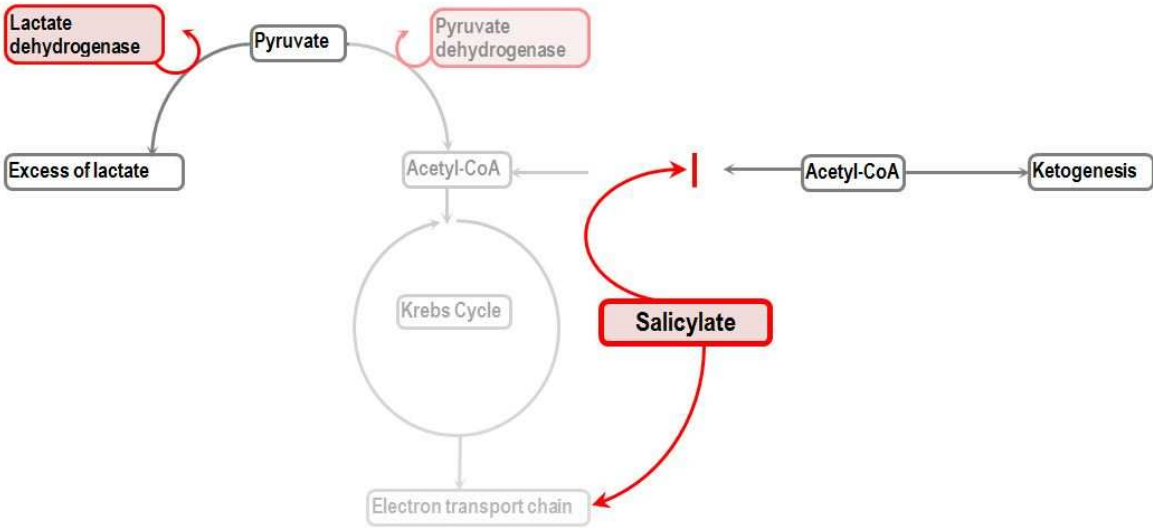 Lactate
dehydrogenase
Pyruvate
Pyruvate
dehydrogenase
Excess of lactate
Acetyl-CoA
Acetyl-CoA
Ketogenesis
Krebs Cycle
Salicylate
Electron transport chain